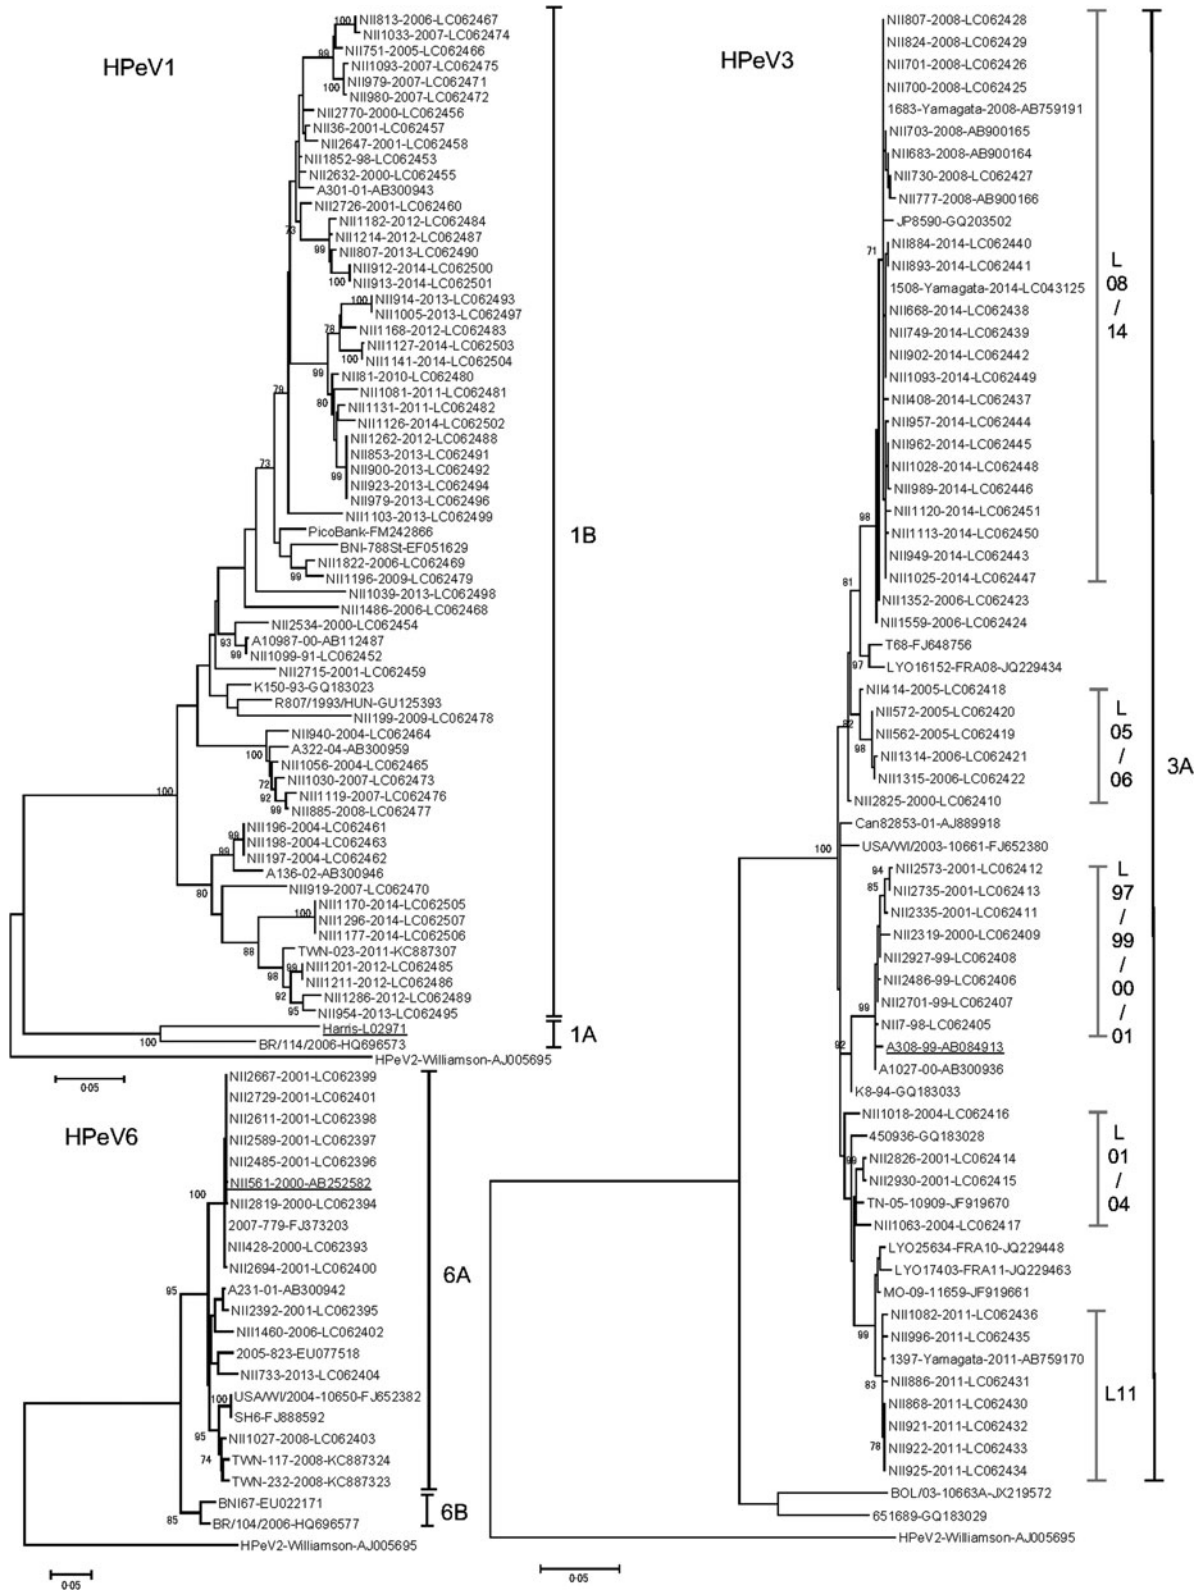 HPeV1
NII813-2006-LC062467
NII1033-2007-LC062474
NII751-2005-LC062466
NII1093-2007-LC062475
NII979-2007-LC062471
NII980-2007-LC062472
NII2770-2000-LC062456
NII36-2001-LC062457
NII2647-2001-LC062458
NII1852-98-LC062453
NII2632-2000-LC062455
A301-01-AB300943
NII2726-2001-LC062460
NII1182-2012-LC062484
NII1214-2012-LC062487
NII807-2013-LC062490
NII912-2014-LC062500
NII913-2014-LC062501
NII914-2013-LC062493
NII1005-2013-LC062497
NII1168-2012-LC062483
NII1127-2014-LC062503
NII1141-2014-LC062504
NII81-2010-LC062480
NII1081-2011-LC062481
NII1131-2011-LC062482
NII1126-2014-LC062502
NII1262-2012-LC062488
NII853-2013-LC062491
NII900-2013-LC062492
NII923-2013-LC062494
NII979-2013-LC062496
NII1103-2013-LC062499
PicoBank-FM242866
BNI-788St-EF051629
NII1822-2006-LC062469
NII1196-2009-LC062479
NII1039-2013-LC062498
NII1486-2006-LC062468
NII2534-2000-LC062454
A10987-00-AB112487
NII1099-91-LC062452
NII2715-2001-LC062459
K150-93-GQ183023
R807/1993/HUN-GU125393
NII199-2009-LC062478
NII940-2004-LC062464
A322-04-AB300959
NII1056-2004-LC062465
NII1030-2007-LC062473
NII1119-2007-LC062476
NII885-2008-LC062477
NII196-2004-LC062461
NII198-2004-LC062463
NII197-2004-LC062462
A136-02-AB300946
NII919-2007-LC062470
NII1170-2014-LC062505
NII1296-2014-LC062507
NII1177-2014-LC062506
TWN-023-2011-KC887307
NII1201-2012-LC062485
NII1211-2012-LC062486
NII1286-2012-LC062489
NII954-2013-LC062495
Harris-L02971
BR/114/2006-HQ696573
HPeV2-Williamson-AJ005695
100
99
100
73
99
100
100
78
100
99
80
99
79
73
99
93
99
100
72
92
99
100
99
99
80
100
88
99
98
92
95
100
1B
1A
0·05
HPeV6
NII2667-2001-LC062399
NII2729-2001-LC062401
NII2611-2001-LC062398
NII2589-2001-LC062397
NII2485-2001-LC062396
NII561-2000-AB252582
NII2819-2000-LC062394
2007-779-FJ373203
NII428-2000-LC062393
NII2694-2001-LC062400
A231-01-AB300942
NII2392-2001-LC062395
NII1460-2006-LC062402
2005-823-EU077518
NII733-2013-LC062404
USA/WI/2004-10650-FJ652382
SH6-FJ888592
NII1027-2008-LC062403
TWN-117-2008-KC887324
TWN-232-2008-KC887323
BNI67-EU022171
BR/104/2006-HQ696577
HPeV2-Williamson-AJ005695
100
95
100
95
74
85
6A
6B
0·05
HPeV3
NII807-2008-LC062428
NII824-2008-LC062429
NII701-2008-LC062426
NII700-2008-LC062425
1683-Yamagata-2008-AB759191
NII703-2008-AB900165
NII683-2008-AB900164
NII730-2008-LC062427
NII777-2008-AB900166
JP8590-GQ203502
NII884-2014-LC062440
NII893-2014-LC062441
1508-Yamagata-2014-LC043125
NII668-2014-LC062438
NII749-2014-LC062439
NII902-2014-LC062442
NII1093-2014-LC062449
NII408-2014-LC062437
NII957-2014-LC062444
NII962-2014-LC062445
NII1028-2014-LC062448
NII989-2014-LC062446
NII1120-2014-LC062451
NII1113-2014-LC062450
NII949-2014-LC062443
NII1025-2014-LC062447
NII1352-2006-LC062423
NII1559-2006-LC062424
T68-FJ648756
LYO16152-FRA08-JQ229434
NII414-2005-LC062418
NII572-2005-LC062420
NII562-2005-LC062419
NII1314-2006-LC062421
NII1315-2006-LC062422
NII2825-2000-LC062410
Can82853-01-AJ889918
USA/WI/2003-10661-FJ652380
NII2573-2001-LC062412
NII2735-2001-LC062413
NII2335-2001-LC062411
NII2319-2000-LC062409
NII2927-99-LC062408
NII2486-99-LC062406
NII2701-99-LC062407
NII7-98-LC062405
A308-99-AB084913
A1027-00-AB300936
K8-94-GQ183033
NII1018-2004-LC062416
450936-GQ183028
NII2826-2001-LC062414
NII2930-2001-LC062415
TN-05-10909-JF919670
NII1063-2004-LC062417
LYO25634-FRA10-JQ229448
LYO17403-FRA11-JQ229463
MO-09-11659-JF919661
NII1082-2011-LC062436
NII996-2011-LC062435
1397-Yamagata-2011-AB759170
NII886-2011-LC062431
NII868-2011-LC062430
NII921-2011-LC062432
NII922-2011-LC062433
NII925-2011-LC062434
BOL/03-10663A-JX219572
651689-GQ183029
HPeV2-Williamson-AJ005695
71
98
81
97
82
98
100
94
85
99
92
99
99
83
78
L
08
/
14
L
05
/
06
L
97
/
99
/
00
/
01
L
01
/
04
L11
3A
0·05